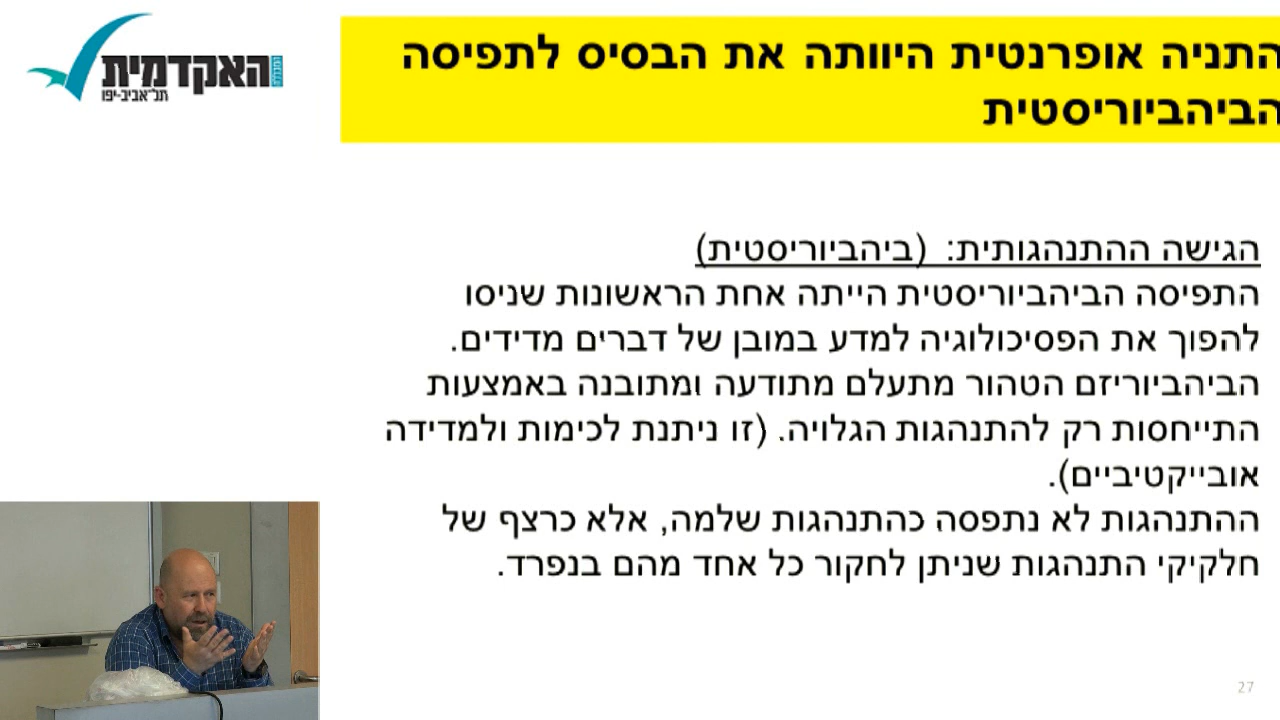 האקדמית
תל־אביב-יפו
התניה אופרנטית היוותה את הבסיס לתפיסה
הביהביוריסטית
הגישה ההתנהגותית: (ביהביוריסטית)
התפיסה הביהביוריסטית הייתה אחת הראשונות שניסו
להפוך את הפסיכולוגיה למדע במובן של דברים מדידים.
הביהביוריזם הטהור מתעלם מתודעה ומתובנה באמצעות
התייחסות רק להתנהגות הגלויה. (זו ניתנת לכימות ולמדידה
אובייקטיביים).
ההתנהגות לא נתפסה כהתנהגות שלמה, אלא כרצף של
חלקיקי התנהגות שניתן לחקור כל אחד מהם בנפרד.
27